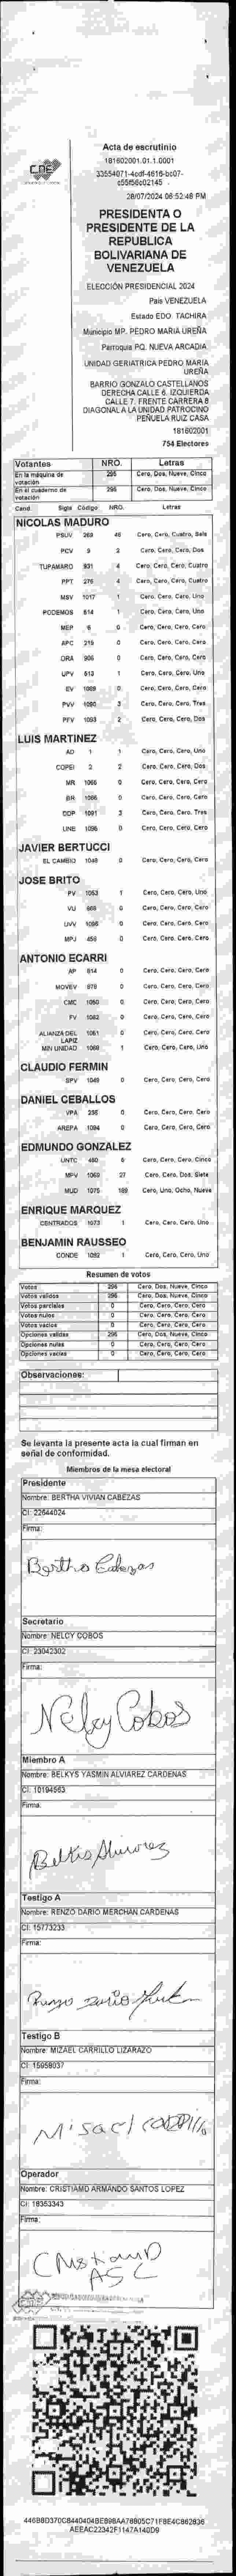 CNE
Acta de escrutinio
181602001.01.1.0001
33554071-4cdf-4616-bc07-
c55f56c02145
28/07/2024 06:52:48 PM
PRESIDENTA O
PRESIDENTE DE LA
REPUBLICA
BOLIVARIANA DE
VENEZUELA
ELECCIÓN PRESIDENCIAL 2024
País VENEZUELA
Estado EDO. TACHIRA
Municipio MP. PEDRO MARIA UREÑA
Parroquia PQ. NUEVA ARCADIA
UNIDAD GERIATRICA PEDRO MARIA
UREÑA
BARRIO GONZALO CASTELLANOS
DERECHA CALLE 6. IZQUIERDA
CALLE 7. FRENTE CARRERA 8
DIAGONAL A LA UNIDAD PATROCINO
PEÑUELA RUIZ CASA
181602001
754 Electores
Votantes NRO. Letras
En la máquina de votación 295 Cero, Dos, Nueve, Cinco
En el cuaderno de votación 295 Cero, Dos, Nueve, Cinco
Cand. Sigla Código NRO. Letras
NICOLAS MADURO
PSUV 269 46 Cero, Cero, Cuatro, Seis
PCV 9 2 Cero, Cero, Cero, Dos
TUPAMARO 931 4 Cero, Cero, Cero, Cuatro
PPT 276 4 Cero, Cero, Cero, Cuatro
MSV 1017 1 Cero, Cero, Cero, Uno
PODEMOS 614 1 Cero, Cero, Cero, Uno
MEP 6 0 Cero, Cero, Cero, Cero
APC 215 0 Cero, Cero, Cero, Cero
ORA 906 0 Cero, Cero, Cero, Cero
UPV 613 1 Cero, Cero, Cero, Uno
EV 1089 0 Cero, Cero, Cero, Cero
PVV 1090 3 Cero, Cero, Cero, Tres
PFV 1093 2 Cero, Cero, Cero, Dos
LUIS MARTINEZ
AD 1 1 Cero, Cero, Cero, Uno
COPEI 2 2 Cero, Cero, Cero, Dos
MR 1066 0 Cero, Cero, Cero, Cero
BR 1086 0 Cero, Cero, Cero, Cero
DDP 1091 3 Cero, Cero, Cero, Tres
UNE 1096 0 Cero, Cero, Cero, Cero
JAVIER BERTUCCI
EL CAMBIO 1048 0 Cero, Cero, Cero, Cero
JOSE BRITO
PV 1053 1 Cero, Cero, Cero, Uno
VU 0 Cero, Cero, Cero, Cero
UVV 1095 0 Cero, Cero, Cero, Cero
MPJ 456 0 Cero, Cero, Cero, Cero
ANTONIO ECARRI
AP 614 0 Cero, Cero, Cero, Cero
MOVEV 979 0 Cero, Cero, Cero, Cero
CMC 1050 0 Cero, Cero, Cero, Cero
FV 1082 0 Cero, Cero, Cero, Cero
ALIANZA DEL LAPIZ 1061 0 Cero, Cero, Cero, Cero
MIN UNIDAD 1068 1 Cero, Cero, Cero, Uno
CLAUDIO FERMIN
SPV 1049 0 Cero, Cero, Cero, Cero
DANIEL CEBALLOS
VPA 236 0 Cero, Cero, Cero, Cero
AREPA 1094 0 Cero, Cero, Cero, Cero
EDMUNDO GONZALEZ
UNTC 480 5 Cero, Cero, Cero, Cinco
MPV 1069 27 Cero, Cero, Dos, Siete
MUD 1075 189 Cero, Uno, Ocho, Nueve
ENRIQUE MARQUEZ
CENTRADOS 1073 1 Cero, Cero, Cero, Uno
BENJAMIN RAUSSEO
CONDE 1092 1 Cero, Cero, Cero, Uno
Resumen de votos
Votos 295 Cero, Dos, Nueve, Cinco
Votos validos 295 Cero, Dos, Nueve, Cinco
Votos parciales 0 Cero, Cero, Cero, Cero
Votos nulos 0 Cero, Cero, Cero, Cero
Votos vacios 0 Cero, Cero, Cero, Cero
Opciones validas 295 Cero, Dos, Nueve, Cinco
Opciones nulas 0 Cero, Cero, Cero, Cero
Opciones vacias 0 Cero, Cero, Cero, Cero
Observaciones:
Se levanta la presente acta la cual firman en
señal de conformidad.
Miembros de la mesa electoral
Presidente
Nombre: BERTHA VIVIAN CABEZAS
CI: 22644024
Firma:
Bertha Cabezas
Secretario
Nombre: NELCY COBOS
CI: 23042302
Firma:
Nelcy Cobos
Miembro A
Nombre: BELKYS YASMIN ALVIAREZ CARDENAS
CI: 10194563
Firma:
Belkis Alviarez
Testigo A
Nombre: RENZO DARIO MERCHAN CARDENAS
CI: 15773233
Firma:
Testigo B
Nombre: MIZAEL CARRILLO LIZARAZO
CI: 15958037
Firma:
Misael Carrillo
Operador
Nombre: CRISTIAMD ARMANDO SANTOS LOPEZ
CI: 18353343
Firma:
CristiamD
ASL
CNE
446B8D370C8440404BE898AA78805C71F8E4C862836
AEEAC22342F1147A140D9